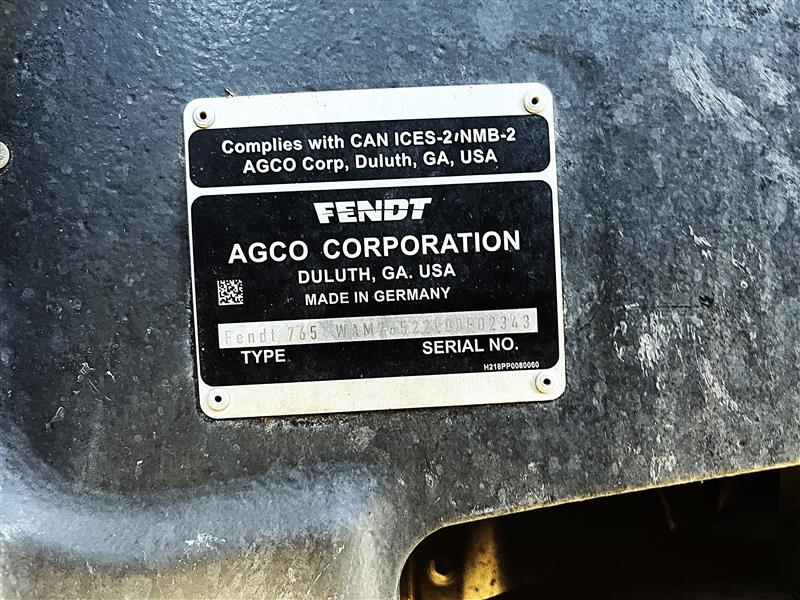 Complies with CAN ICES-2/NMB-2
AGCO Corp, Duluth, GA, USA
FENDT
AGCO CORPORATION
DULUTH, GA. USA
MADE IN GERMANY
Fendt 765
TYPE SERIAL NO.
H218PP0080060